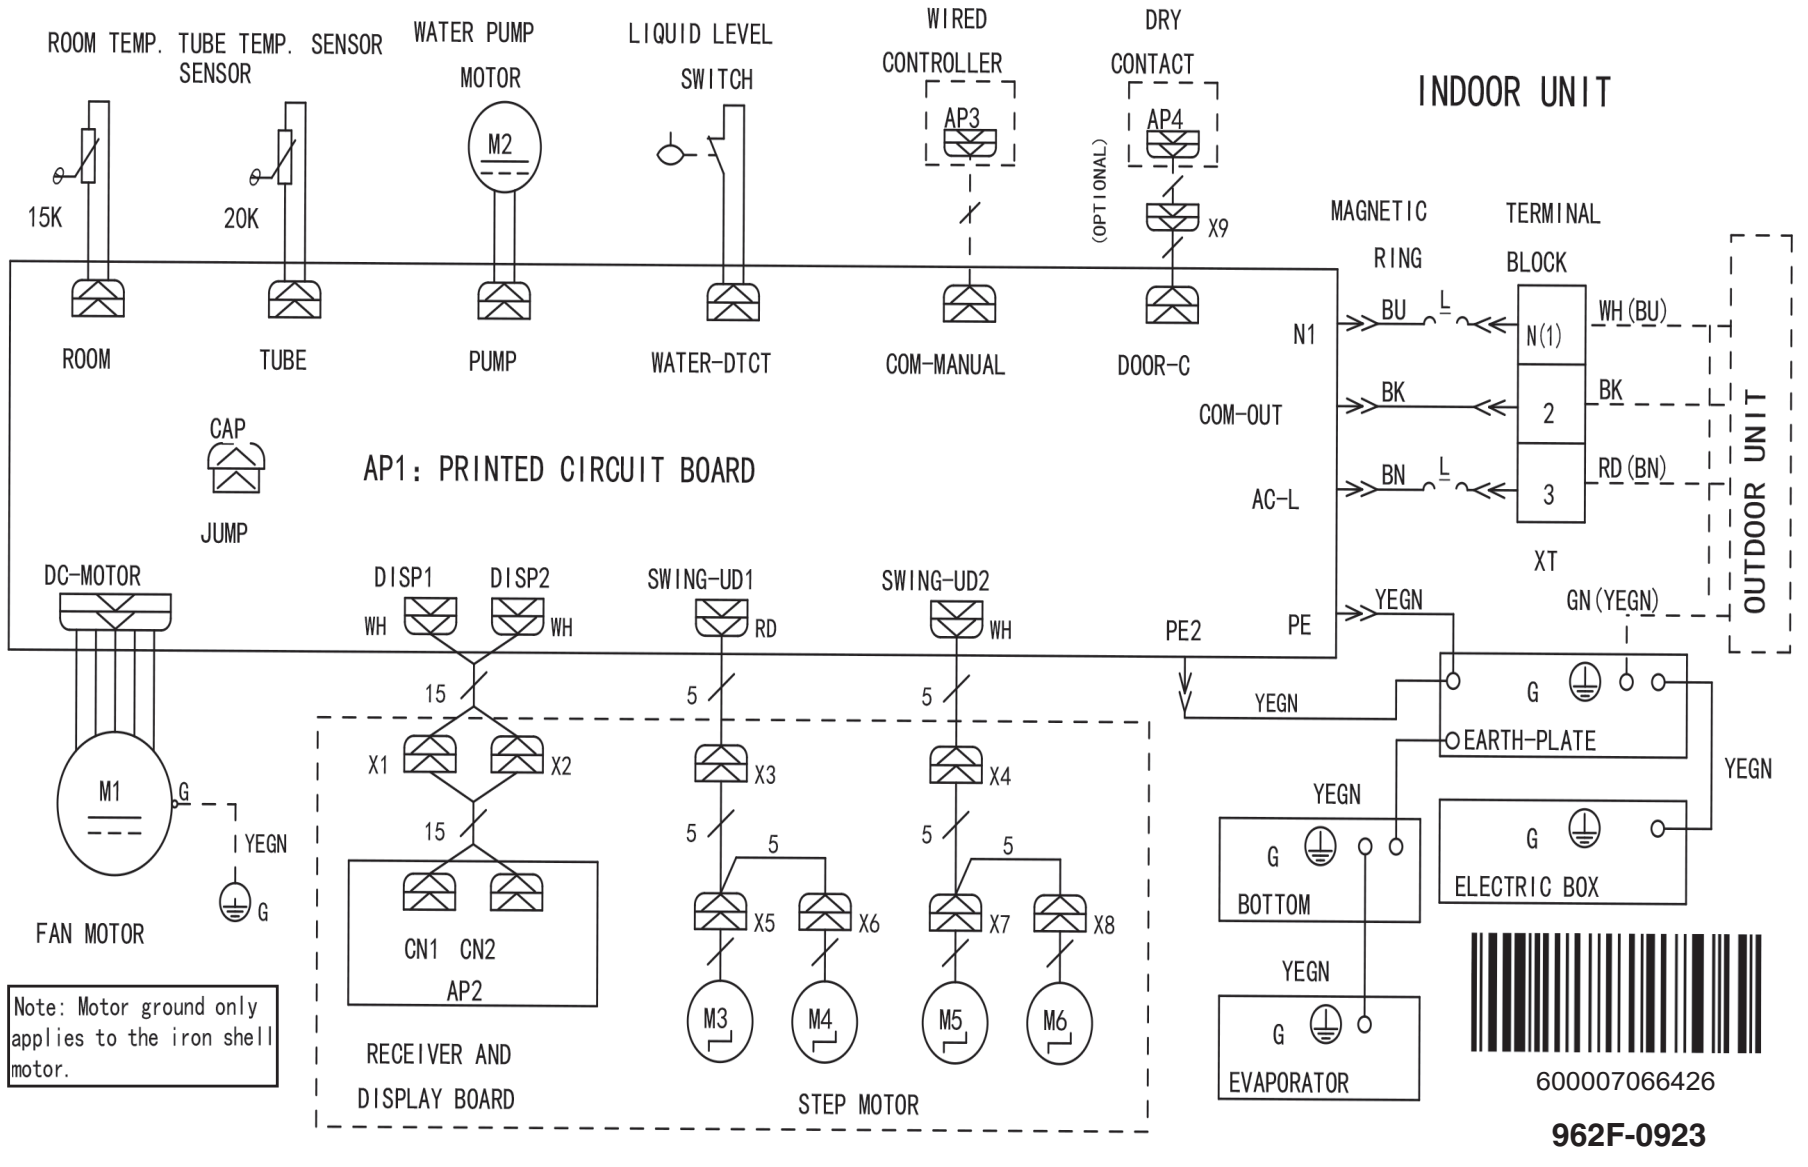 ROOM TEMP. TUBE TEMP. SENSOR
SENSOR
WATER PUMP
MOTOR
LIQUID LEVEL
SWITCH
WIRED
CONTROLLER
DRY
CONTACT
INDOOR UNIT
M2
AP3
AP4
(OPTIONAL)
15K
20K
X9
MAGNETIC
RING
TERMINAL
BLOCK
ROOM
TUBE
PUMP
WATER-DTCT
COM-MANUAL
DOOR-C
N1
BU
L
N(1)
WH(BU)
COM-OUT
BK
2
BK
AC-L
BN
L
3
RD(BN)
XT
OUTDOOR UNIT
CAP
JUMP
AP1: PRINTED CIRCUIT BOARD
DC-MOTOR
DISP1
DISP2
SWING-UD1
SWING-UD2
WH
WH
RD
WH
PE2
PE
YEGN
GN(YEGN)
15
5
5
YEGN
G
EARTH-PLATE
YEGN
X1
X2
X3
X4
M1
G
YEGN
G
FAN MOTOR
15
5
5
5
5
YEGN
G
BOTTOM
G
ELECTRIC BOX
X5
X6
X7
X8
CN1
CN2
AP2
M3
M4
M5
M6
YEGN
G
EVAPORATOR
Note: Motor ground only
applies to the iron shell
motor.
RECEIVER AND
DISPLAY BOARD
STEP MOTOR
600007066426
962F-0923